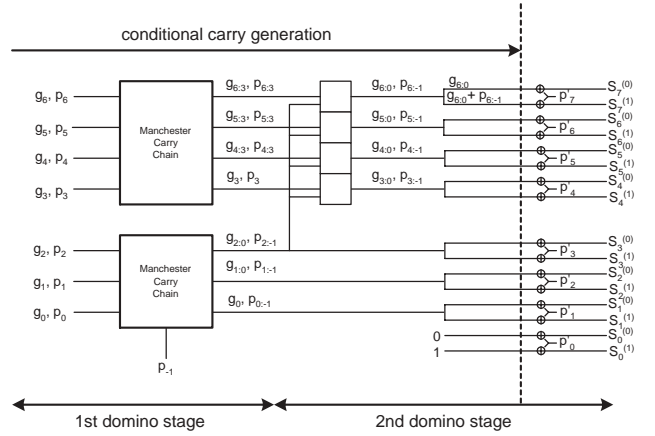 conditional carry generation
g6, p6
g5, p5
g4, p4
g3, p3
Manchester
Carry
Chain
g6:3, p6:3
g5:3, p5:3
g4:3, p4:3
g3, p3
g6:0, p6:-1
g5:0, p5:-1
g4:0, p4:-1
g3:0, p3:-1
g6:0
g6:0 + p6:-1
g2, p2
g1, p1
g0, p0
Manchester
Carry
Chain
p-1
g2:0, p2:-1
g1:0, p1:-1
g0, p0:-1
0
1
p'7
p'6
p'5
p'4
p'3
p'2
p'1
p'0
S7(0)
S7(1)
S6(0)
S6(1)
S5(0)
S5(1)
S4(0)
S4(1)
S3(0)
S3(1)
S2(0)
S2(1)
S1(0)
S1(1)
S0(0)
S0(1)
1st domino stage
2nd domino stage